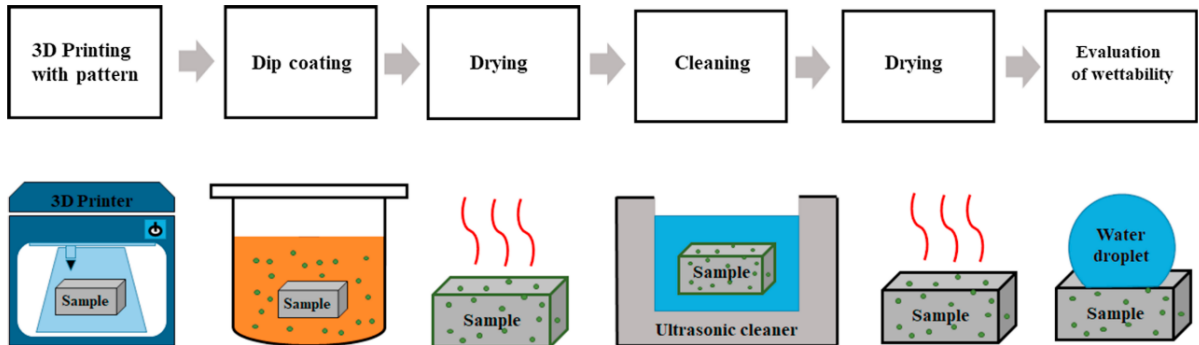 3D Printing
with pattern
Dip coating
Drying
Cleaning
Drying
Evaluation
of wettability
3D Printer
Sample
Sample
Sample
Sample
Ultrasonic cleaner
Sample
Water
droplet
Sample